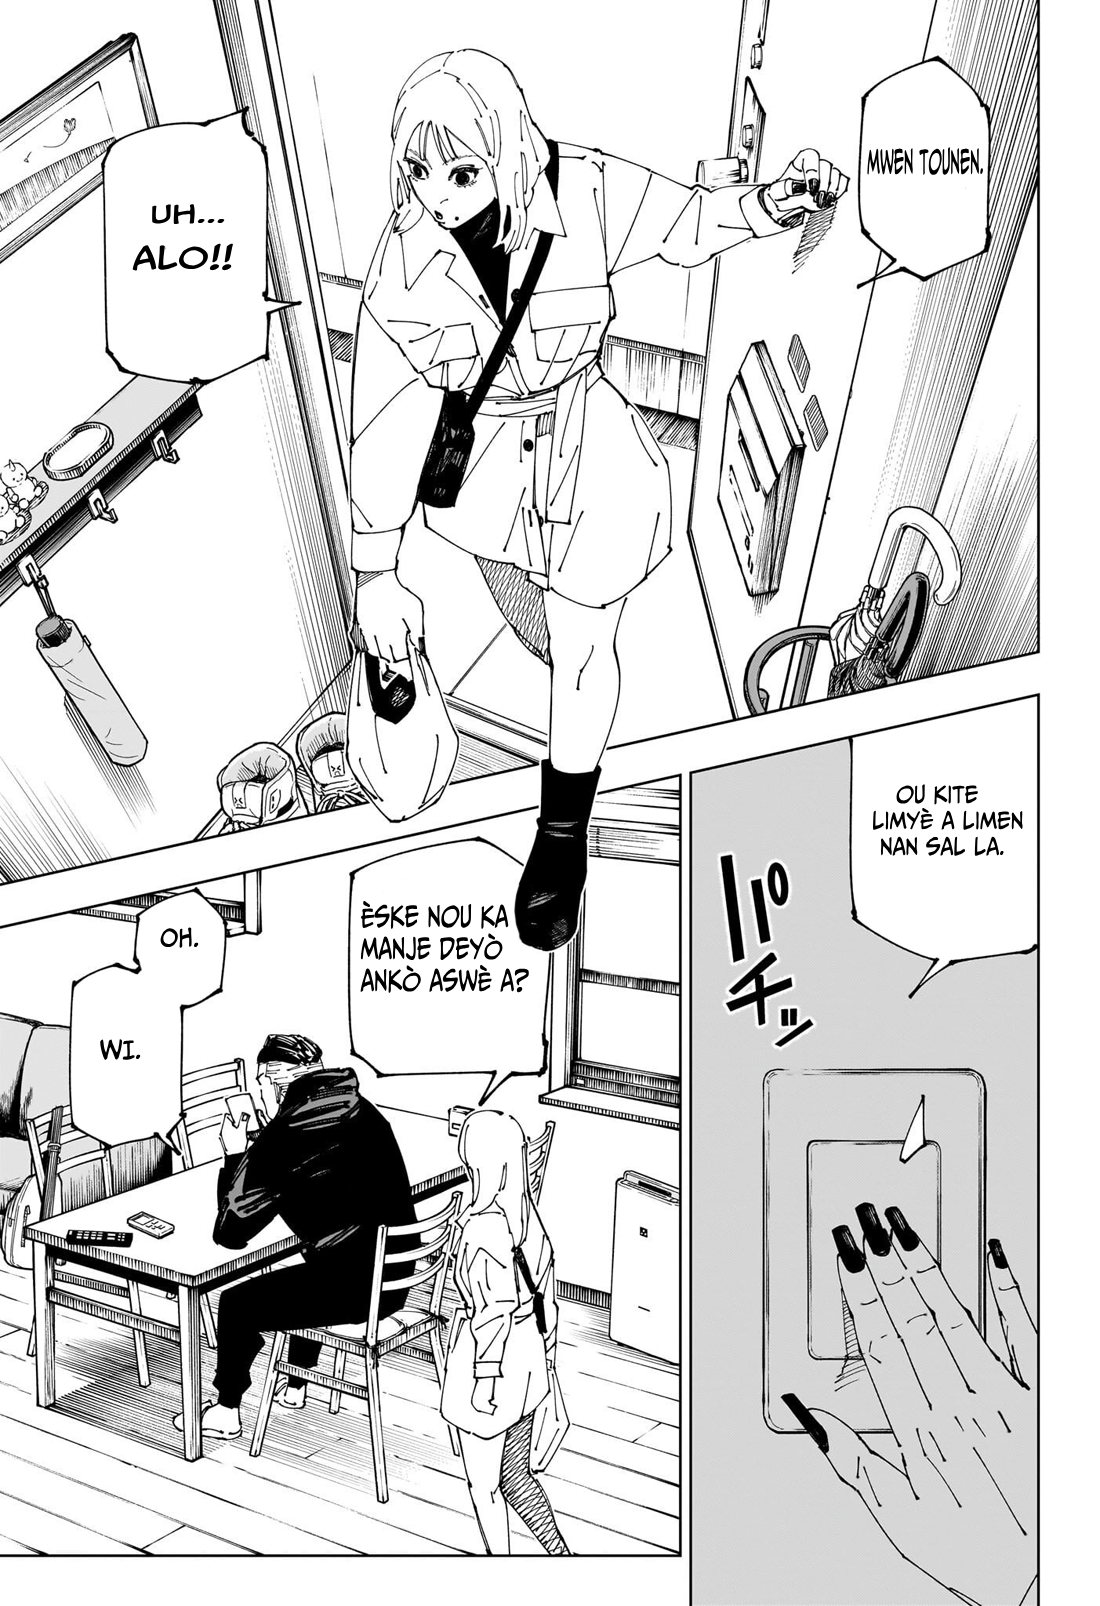 MWEN TOUNEN.
UH...
ALO!!
OU KITE
LIMYÈ A LIMEN
NAN SAL LA.
パチッ
ÈSKE NOU KA
MANJE DEYÒ
ANKÒ ASWÈ A?
OH.
WI.